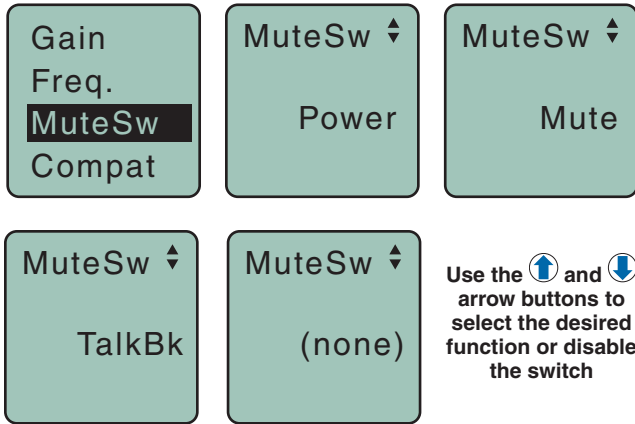 Gain
Freq.
MuteSw
Compat
MuteSw
Power
MuteSw
Mute
MuteSw
TalkBk
MuteSw
(none)
Use the and
arrow buttons to
select the desired
function or disable
the switch